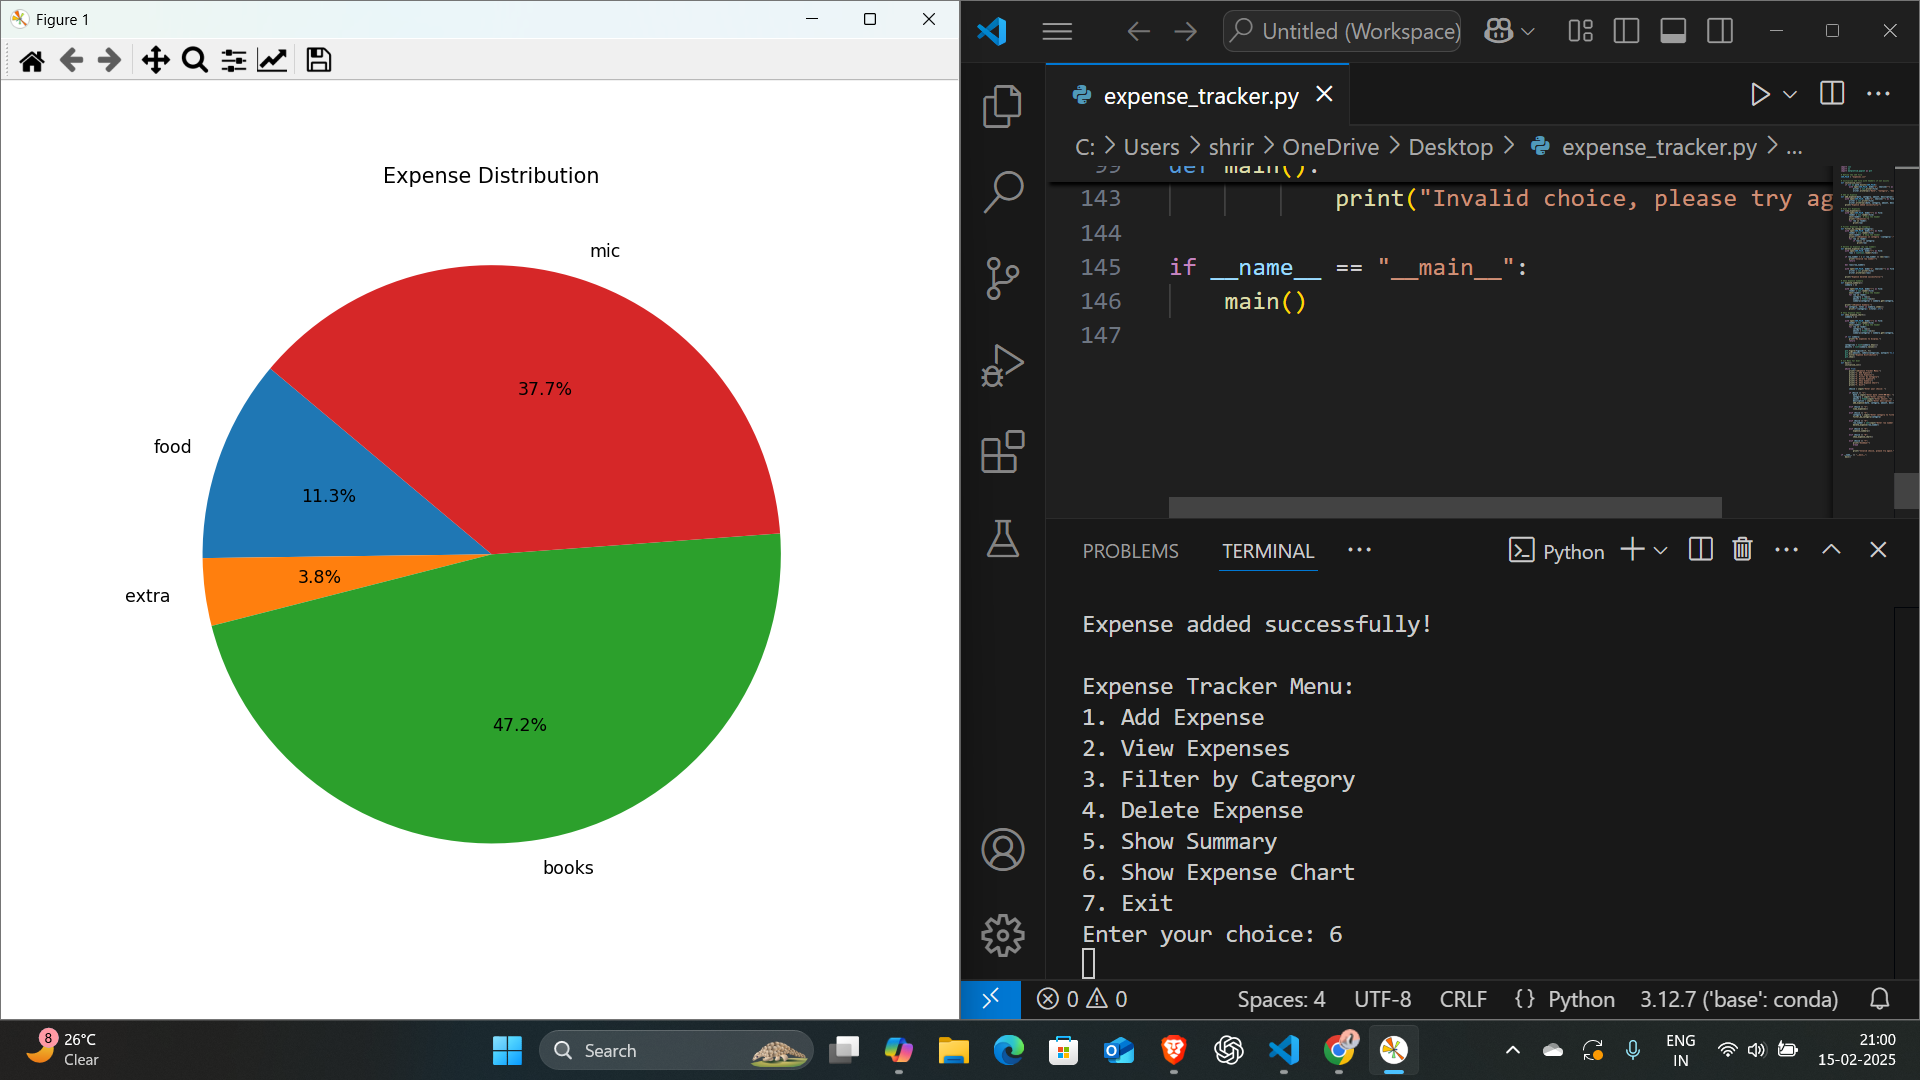 Figure 1
Expense Distribution
mic
37.7%
food
11.3%
3.8%
extra
47.2%
books
Untitled (Workspace)
expense_tracker.py
C: > Users > shrir > OneDrive > Desktop > expense_tracker.py > ...
99 def main():
143 print("Invalid choice, please try ag
144
145 if __name__ == "__main__":
146 main()
147
PROBLEMS TERMINAL ... Python
Expense added successfully!
Expense Tracker Menu:
1. Add Expense
2. View Expenses
3. Filter by Category
4. Delete Expense
5. Show Summary
6. Show Expense Chart
7. Exit
Enter your choice: 6
0 0 Spaces: 4 UTF-8 CRLF {} Python 3.12.7 ('base': conda)
8
26°C
Clear
Search
ENG
IN
21:00
15-02-2025